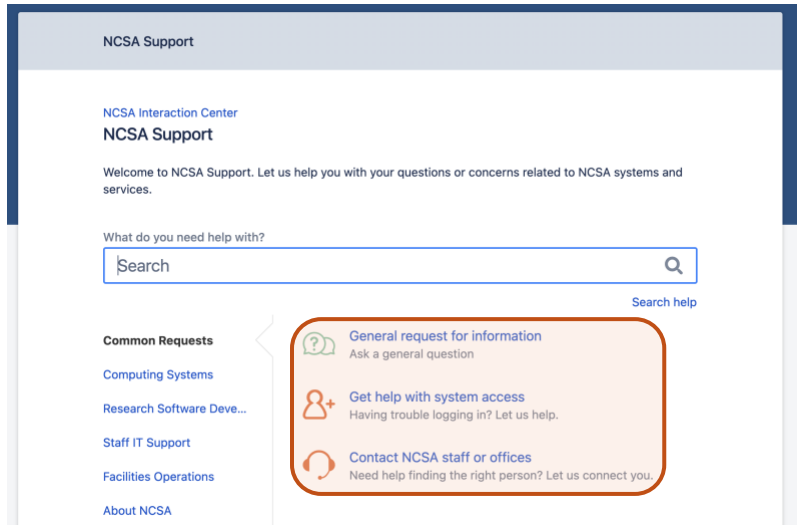 NCSA Support
NCSA Interaction Center
NCSA Support
Welcome to NCSA Support. Let us help you with your questions or concerns related to NCSA systems and
services.
What do you need help with?
Search
Search help
Common Requests
Computing Systems
Research Software Deve...
Staff IT Support
Facilities Operations
About NCSA
General request for information
Ask a general question
Get help with system access
Having trouble logging in? Let us help.
Contact NCSA staff or offices
Need help finding the right person? Let us connect you.